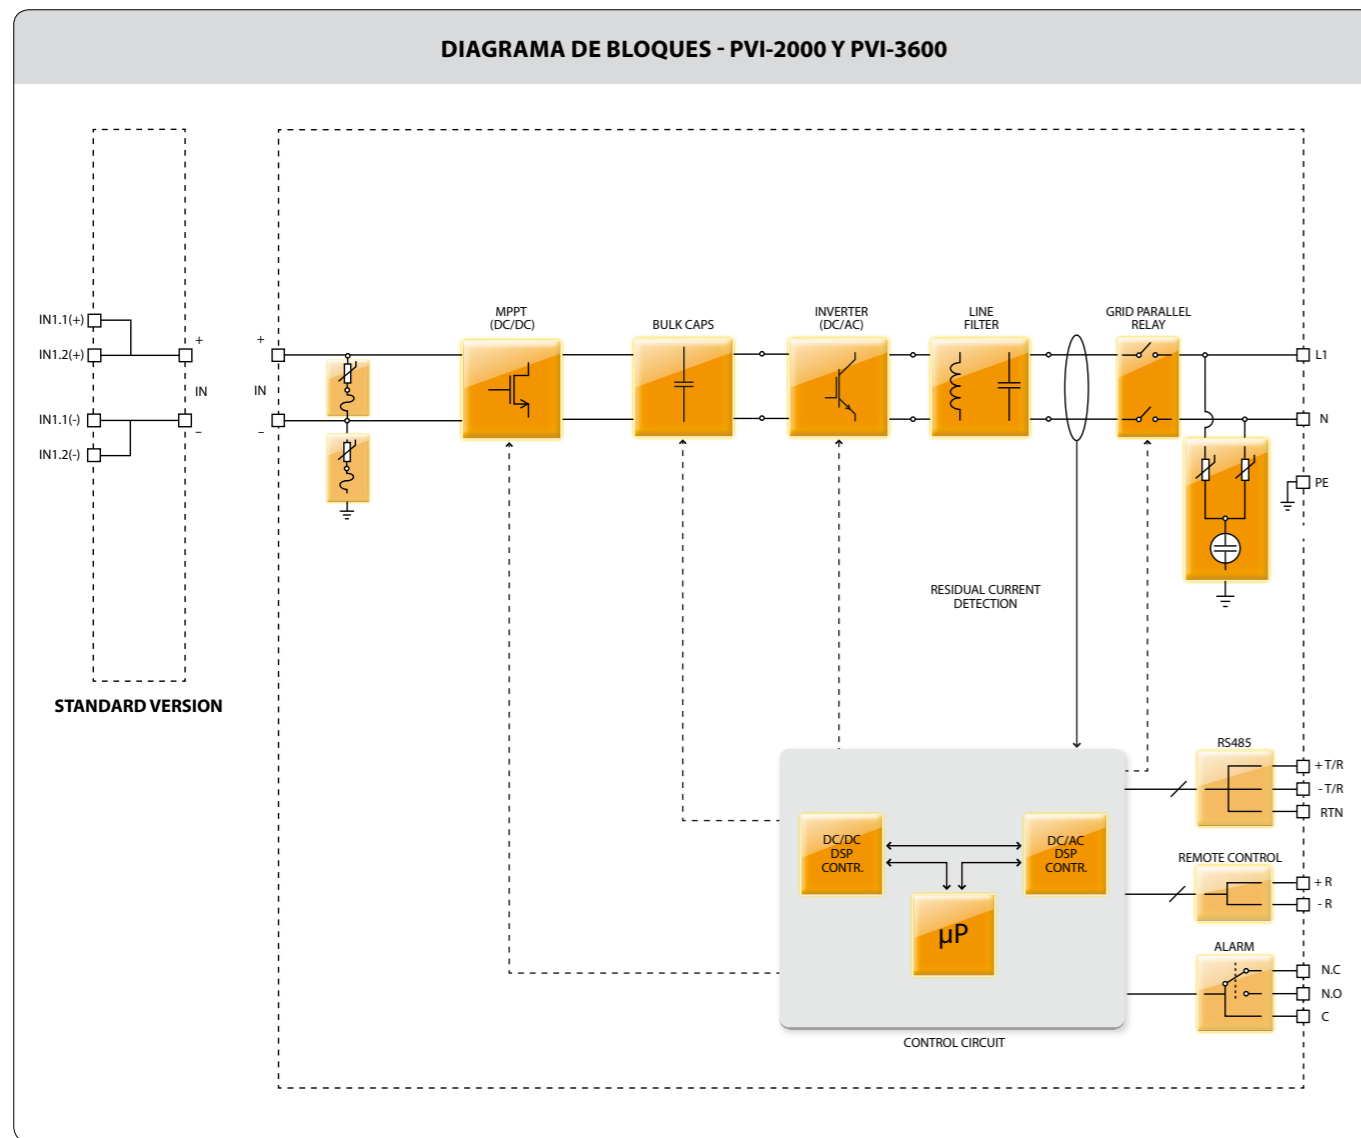 DIAGRAMA DE BLOQUES - PVI-2000 Y PVI-3600
IN1.1(+)
IN1.2(+)
IN1.1(-)
IN1.2(-)
+
IN
–
STANDARD VERSION
+
IN
–
MPPT
(DC/DC)
BULK CAPS
INVERTER
(DC/AC)
LINE
FILTER
GRID PARALLEL
RELAY
L1
N
PE
RESIDUAL CURRENT
DETECTION
DC/DC
DSP
CONTR.
DC/AC
DSP
CONTR.
µP
CONTROL CIRCUIT
RS485
+ T/R
- T/R
RTN
REMOTE CONTROL
+ R
- R
ALARM
N.C
N.O
C